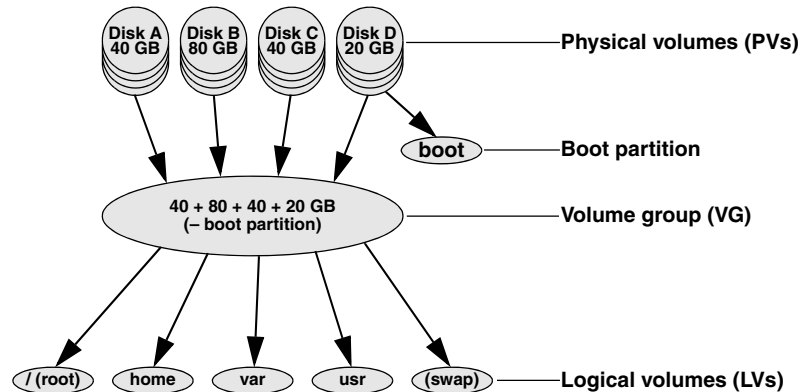 Disk A
40 GB
Disk B
80 GB
Disk C
40 GB
Disk D
20 GB
Physical volumes (PVs)
boot
Boot partition
40 + 80 + 40 + 20 GB
(– boot partition)
Volume group (VG)
/ (root)
home
var
usr
(swap)
Logical volumes (LVs)